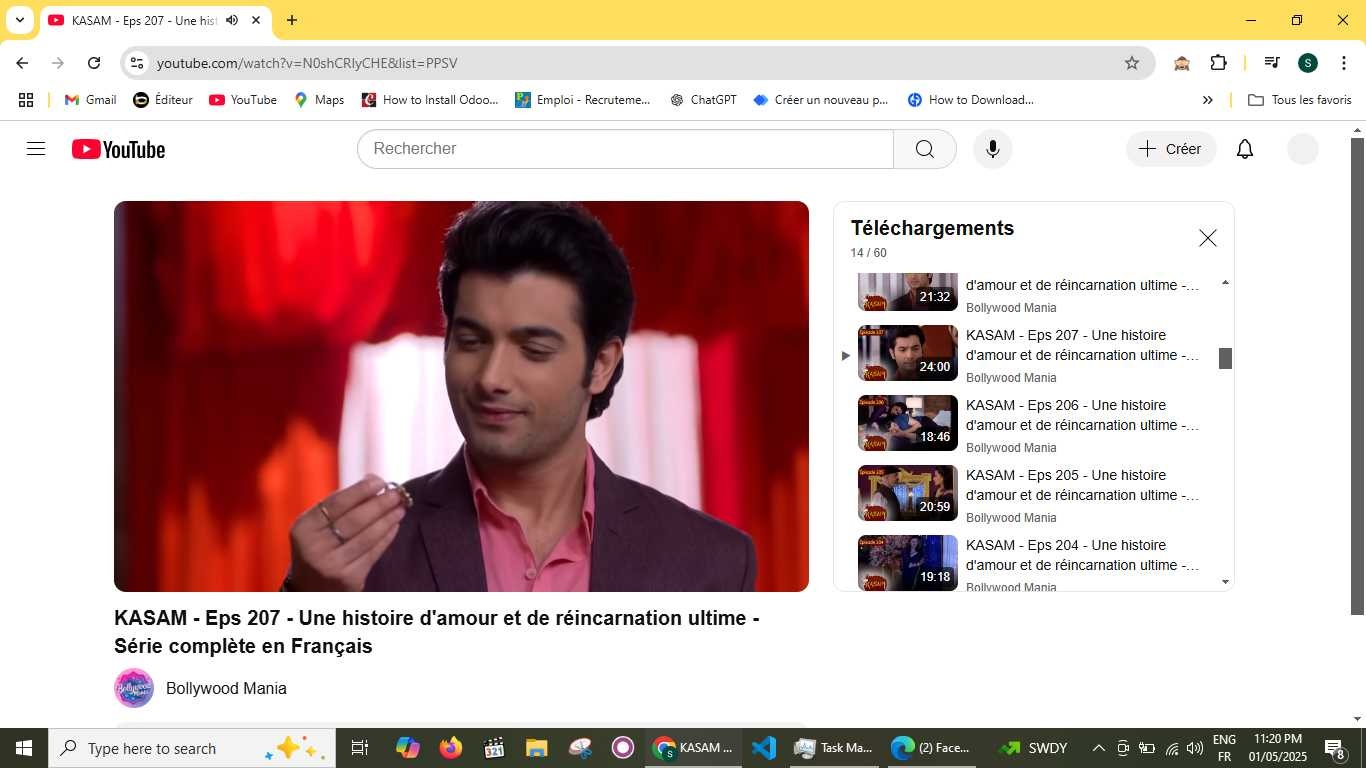 KASAM - Eps 207 - Une hist
youtube.com/watch?v=N0shCRlyCHE&list=PPSV
S
Gmail
Éditeur
YouTube
Maps
How to Install Odoo...
Emploi - Recruteme...
ChatGPT
Créer un nouveau p...
How to Download...
Tous les favoris
YouTube
Rechercher
Créer
Téléchargements
14 / 60
21:32
d'amour et de réincarnation ultime -...
Bollywood Mania
24:00
KASAM - Eps 207 - Une histoire
d'amour et de réincarnation ultime -...
Bollywood Mania
18:46
KASAM - Eps 206 - Une histoire
d'amour et de réincarnation ultime -...
Bollywood Mania
20:59
KASAM - Eps 205 - Une histoire
d'amour et de réincarnation ultime -...
Bollywood Mania
19:18
KASAM - Eps 204 - Une histoire
d'amour et de réincarnation ultime -...
Bollywood Mania
KASAM - Eps 207 - Une histoire d'amour et de réincarnation ultime -
Série complète en Français
Bollywood Mania
Type here to search
KASAM ...
Task Ma...
(2) Face...
SWDY
ENG
FR
11:20 PM
01/05/2025
8